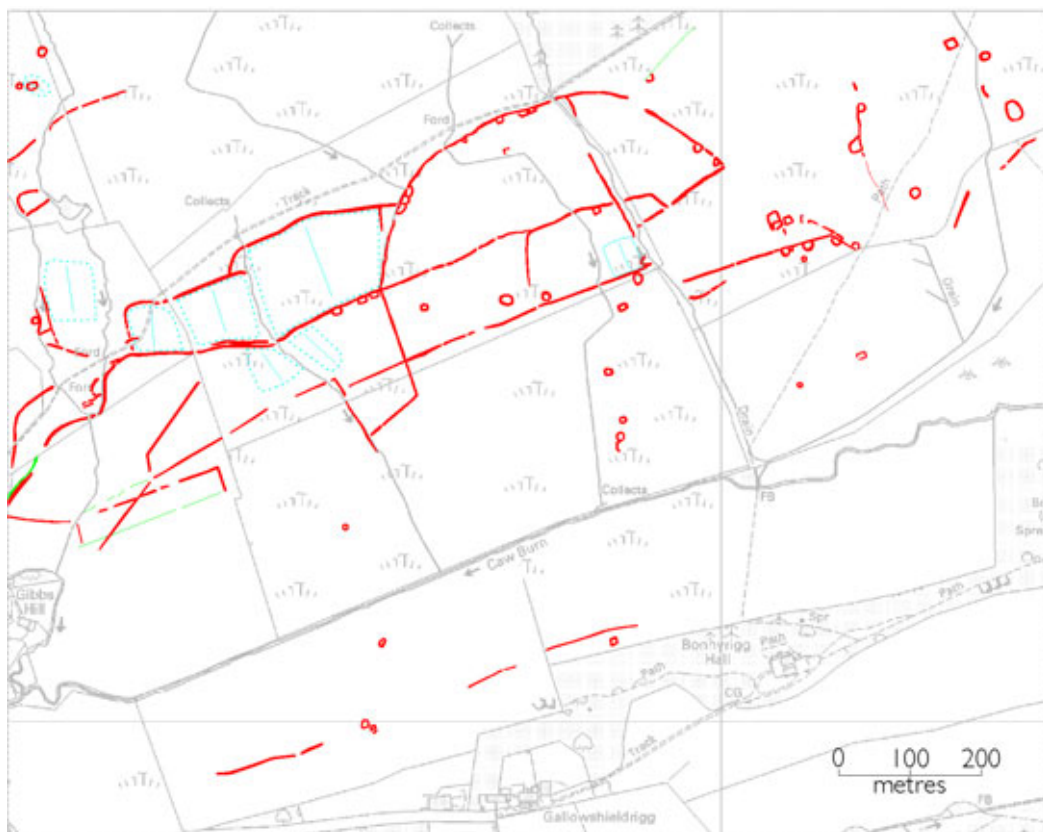 Collects
Ford
Track
Collects
Path
Drain
Ford
Ford
Drain
Collects
FB
Caw Burn
Gibbs
Hill
Spr
Path
Path
Bonhyrigg
Hall
Path
CG
Track
0 100 200
metres
Gallowshieldrigg
FB